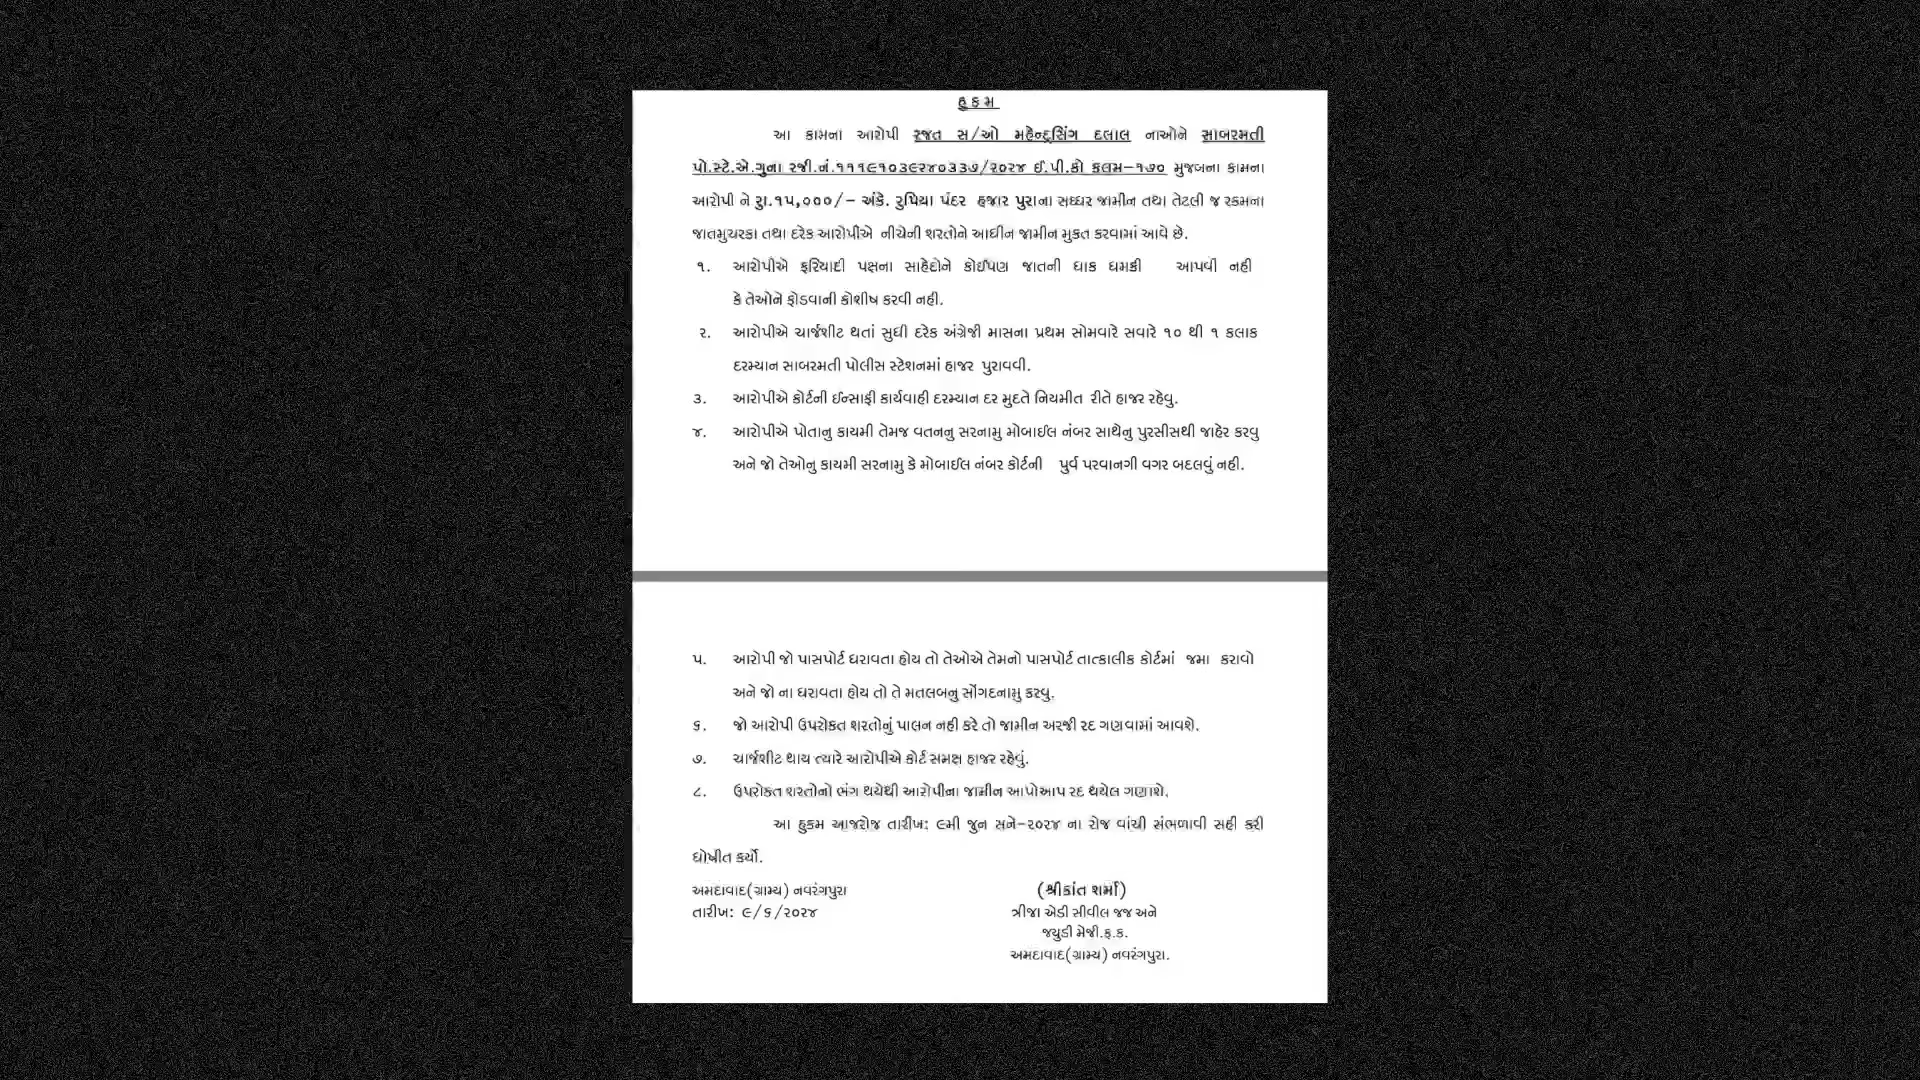 હુકમ
આ કામના આરોપી રજત સ/ઓ મહેન્દ્રસિંગ દલાલ નાઓને સાબરમતી
પો.સ્ટે.એ.ગુના રજી.નં.૧૧૧૯૧૦૩૯૨૪૦૩૩૭/૨૦૨૪ ઈ.પી.કો કલમ-૧૭૦ મુજબના કામના
આરોપી ને રૂા.૧૫,૦૦૦/- અંકે. રુપિયા પંદર હજાર પુરાના સધ્ધર જામીન તથા તેટલી જ રકમના
જાતમુચરકા તથા દરેક આરોપીએ નીચેની શરતોને આધીન જામીન મુકત કરવામાં આવે છે.
૧. આરોપીએ ફરિયાદી પક્ષના સાહેદોને કોઈપણ જાતની ધાક ધમકી આપવી નહી
કે તેઓને ફોડવાની કોશીષ કરવી નહી.
૨. આરોપીએ ચાર્જશીટ થતાં સુધી દરેક અંગ્રેજી માસના પ્રથમ સોમવારે સવારે ૧૦ થી ૧ કલાક
દરમ્યાન સાબરમતી પોલીસ સ્ટેશનમાં હાજર પુરાવવી.
૩. આરોપીએ કોર્ટની ઈન્સાફી કાર્યવાહી દરમ્યાન દર મુદતે નિયમીત રીતે હાજર રહેવુ.
૪. આરોપીએ પોતાનુ કાયમી તેમજ વતનનુ સરનામુ મોબાઈલ નંબર સાથેનુ પુરસીસથી જાહેર કરવુ
અને જો તેઓનુ કાયમી સરનામુ કે મોબાઈલ નંબર કોર્ટની પુર્વ પરવાનગી વગર બદલવું નહી.
૫. આરોપી જો પાસપોર્ટ ધરાવતા હોય તો તેઓએ તેમનો પાસપોર્ટ તાત્કાલીક કોર્ટમાં જમા કરાવો
અને જો ના ધરાવતા હોય તો તે મતલબનુ સોંગદનામુ કરવુ.
૬. જો આરોપી ઉપરોકત શરતોનું પાલન નહી કરે તો જામીન અરજી રદ ગણવામાં આવશે.
૭. ચાર્જશીટ થાય ત્યારે આરોપીએ કોર્ટ સમક્ષ હાજર રહેવું.
૮. ઉપરોકત શરતોનો ભંગ થયેથી આરોપીના જામીન આપોઆપ રદ થયેલ ગણાશે.
આ હુકમ આજરોજ તારીખ: ૯મી જુન સને-૨૦૨૪ ના રોજ વાંચી સંભળાવી સહી કરી
ઘોષીત કર્યો.
અમદાવાદ(ગ્રામ્ય) નવરંગપુરા
તારીખ: ૯/૬/૨૦૨૪
(શ્રીકાંત શર્મા)
ત્રીજા એડી સીવીલ જજ અને
જયુડી મેજી.ફ.ક.
અમદાવાદ(ગ્રામ્ય) નવરંગપુરા.